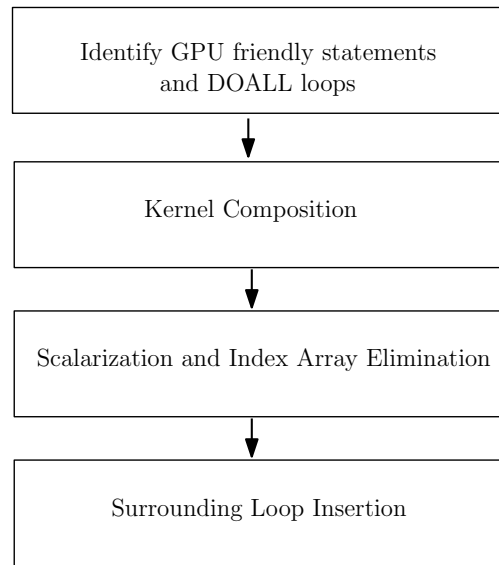 Identify GPU friendly statements
and DOALL loops
Kernel Composition
Scalarization and Index Array Elimination
Surrounding Loop Insertion